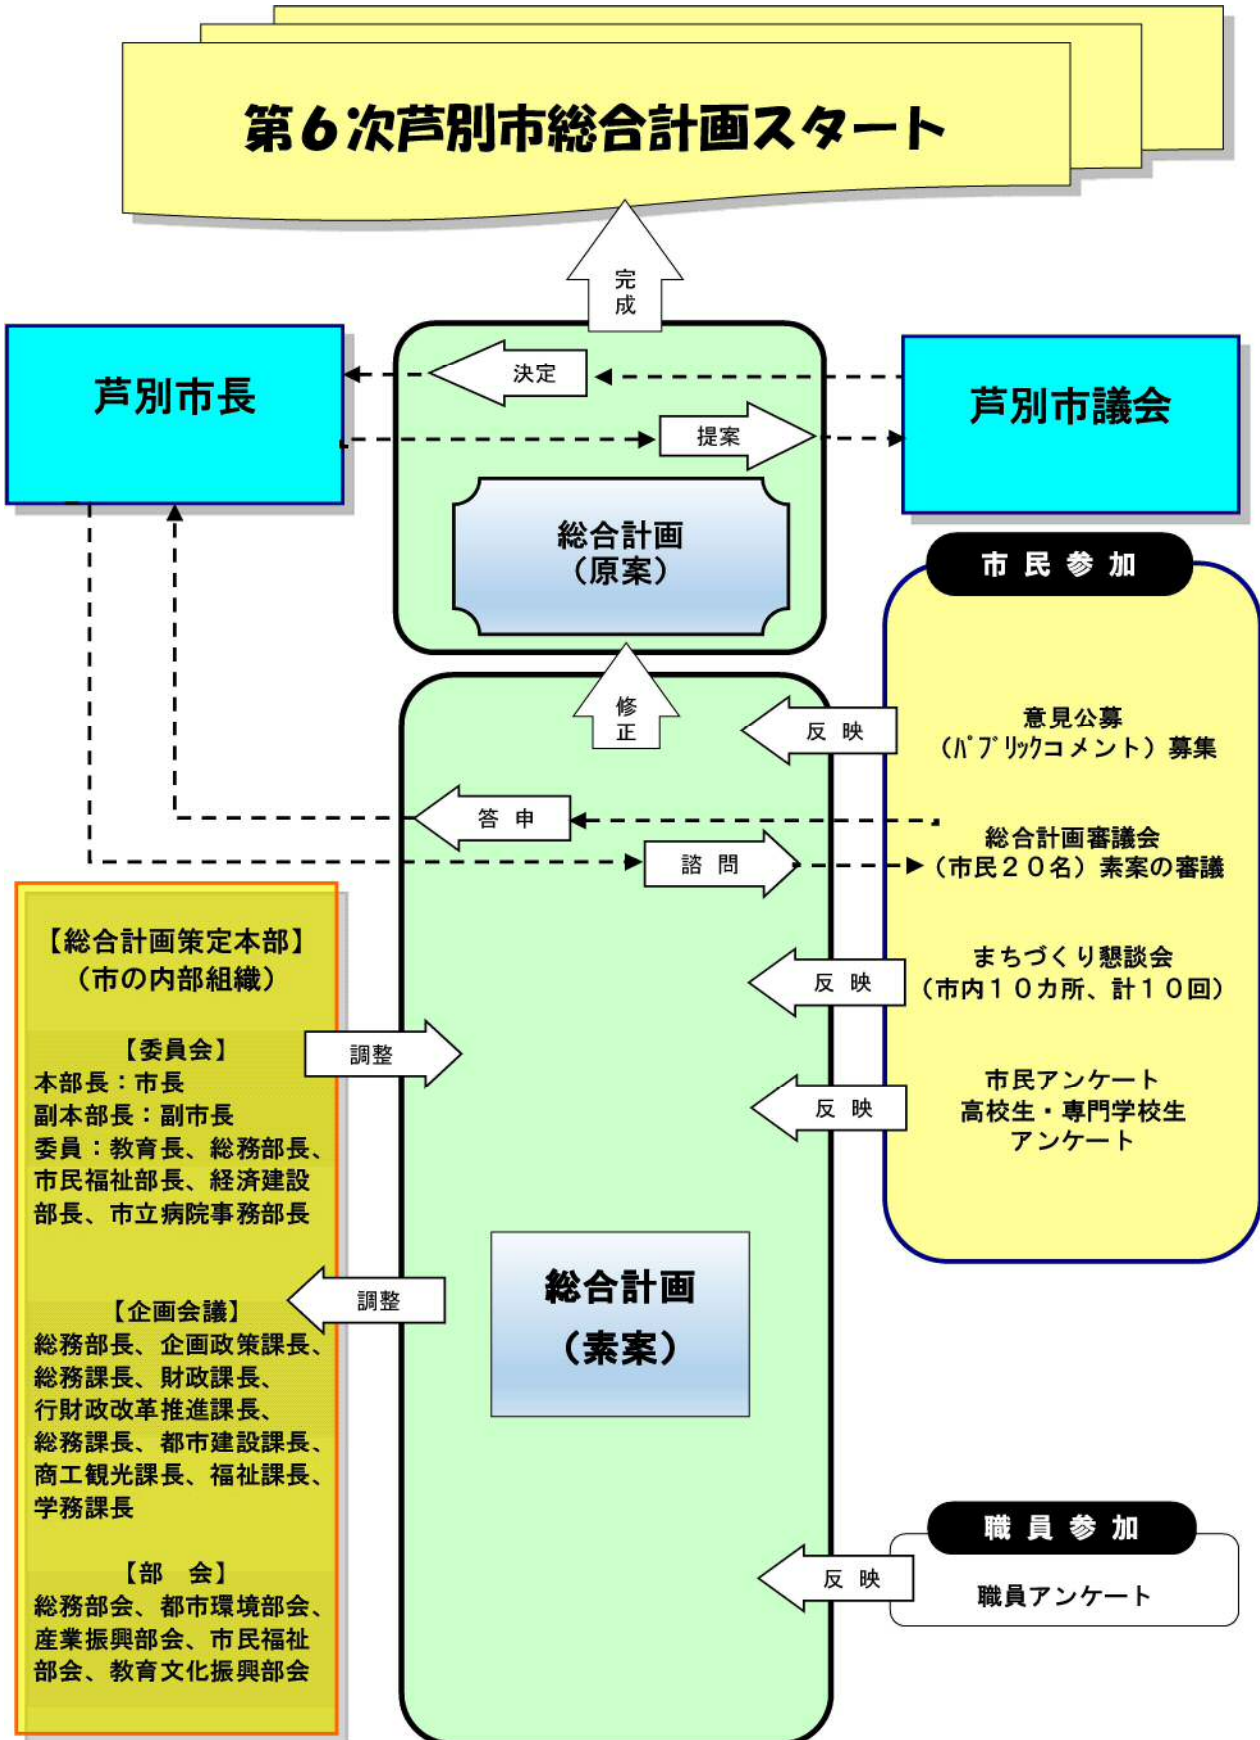 第６次芦別市総合計画スタート
完成
芦別市長
決定
提案
芦別市議会
総合計画
（原案）
修正
市民参加
反映
意見公募
（ﾊﾟﾌﾞﾘｯｸコメント）募集
答申
諮問
総合計画審議会
（市民２０名）素案の審議
反映
まちづくり懇談会
（市内１０カ所、計１０回）
反映
市民アンケート
高校生・専門学校生
アンケート
【総合計画策定本部】
（市の内部組織）
【委員会】
本部長：市長
副本部長：副市長
委員：教育長、総務部長、
市民福祉部長、経済建設
部長、市立病院事務部長
調整
【企画会議】
総務部長、企画政策課長、
総務課長、財政課長、
行財政改革推進課長、
総務課長、都市建設課長、
商工観光課長、福祉課長、
学務課長
調整
【部　会】
総務部会、都市環境部会、
産業振興部会、市民福祉
部会、教育文化振興部会
総合計画
（素案）
職員参加
反映
職員アンケート